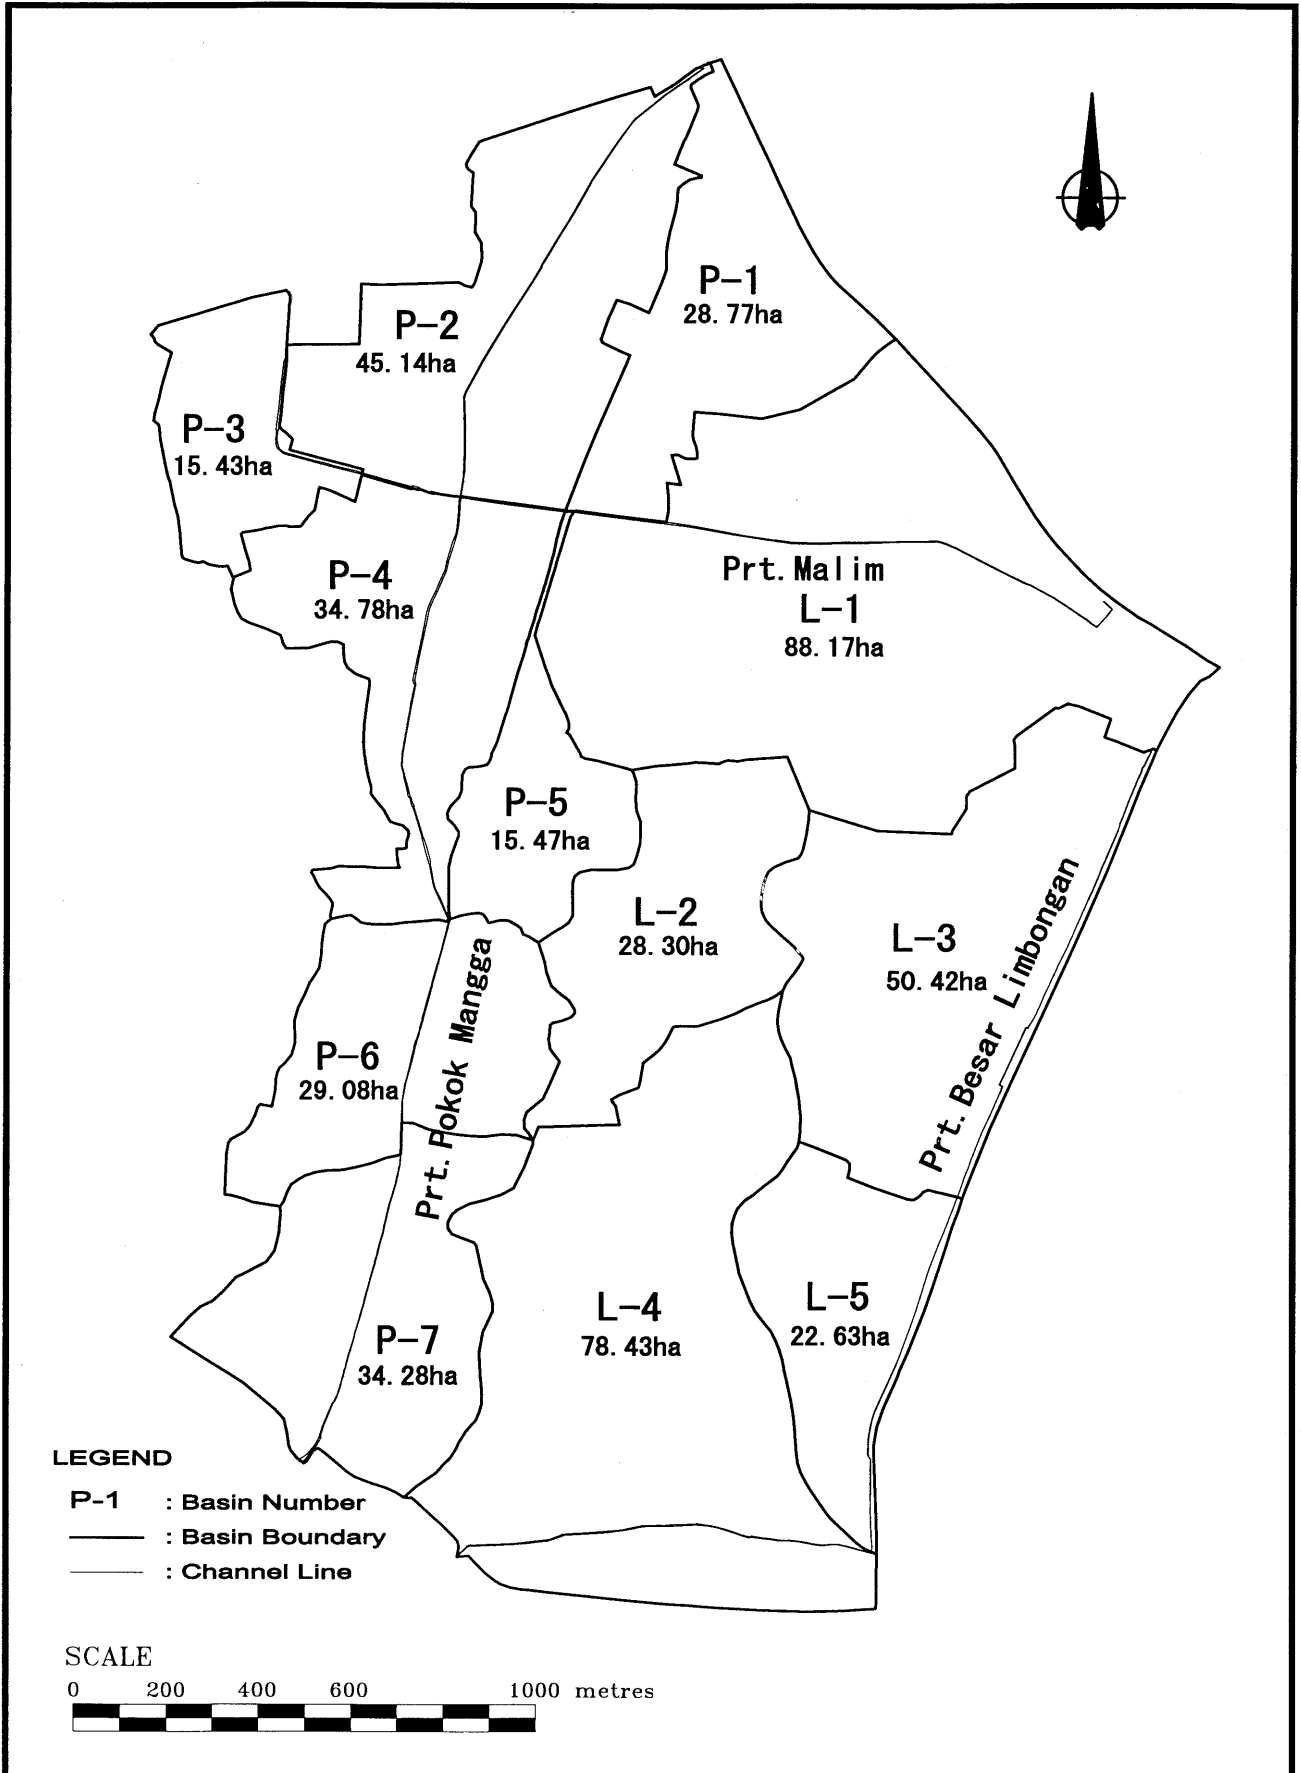 P-1
28.77ha
P-2
45.14ha
P-3
15.43ha
Prt.Malim
P-4
34.78ha
L-1
88.17ha
P-5
15.47ha
L-2
28.30ha
L-3
50.42ha
Prt.Besar Limbongan
Prt.Pokok Mangga
P-6
29.08ha
L-4
78.43ha
L-5
22.63ha
P-7
34.28ha
LEGEND
P-1 : Basin Number
: Basin Boundary
: Channel Line
SCALE
0 200 400 600 1000 metres